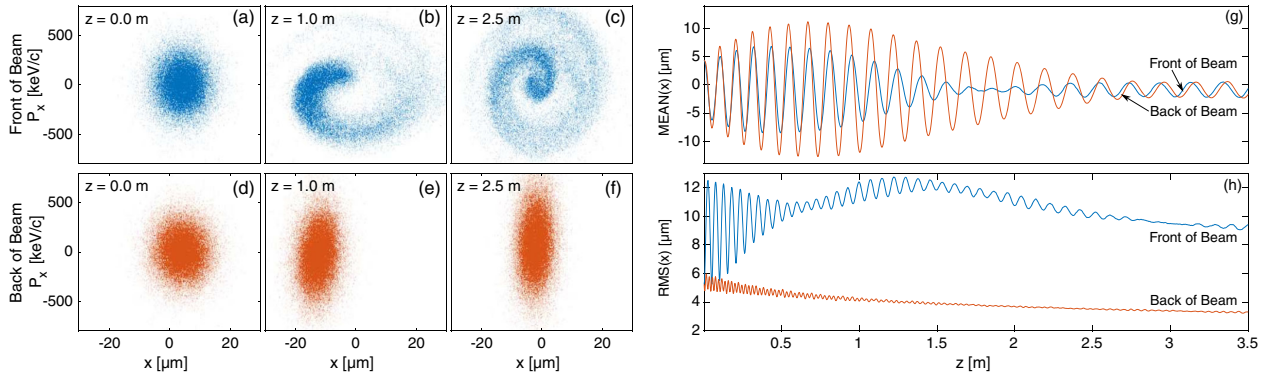 z = 0.0 m (a)
z = 1.0 m (b)
z = 2.5 m (c)
500
0
-500
Front of Beam
Pₓ [keV/c]
z = 0.0 m (d)
z = 1.0 m (e)
z = 2.5 m (f)
500
0
-500
Back of Beam
Pₓ [keV/c]
-20 0 20
-20 0 20
-20 0 20
x [µm]
x [µm]
x [µm]
(g)
10
5
0
-5
-10
MEAN(x) [µm]
Front of Beam
Back of Beam
(h)
12
10
8
6
4
2
RMS(x) [µm]
Front of Beam
Back of Beam
0.5 1 1.5 2 2.5 3 3.5
z [m]